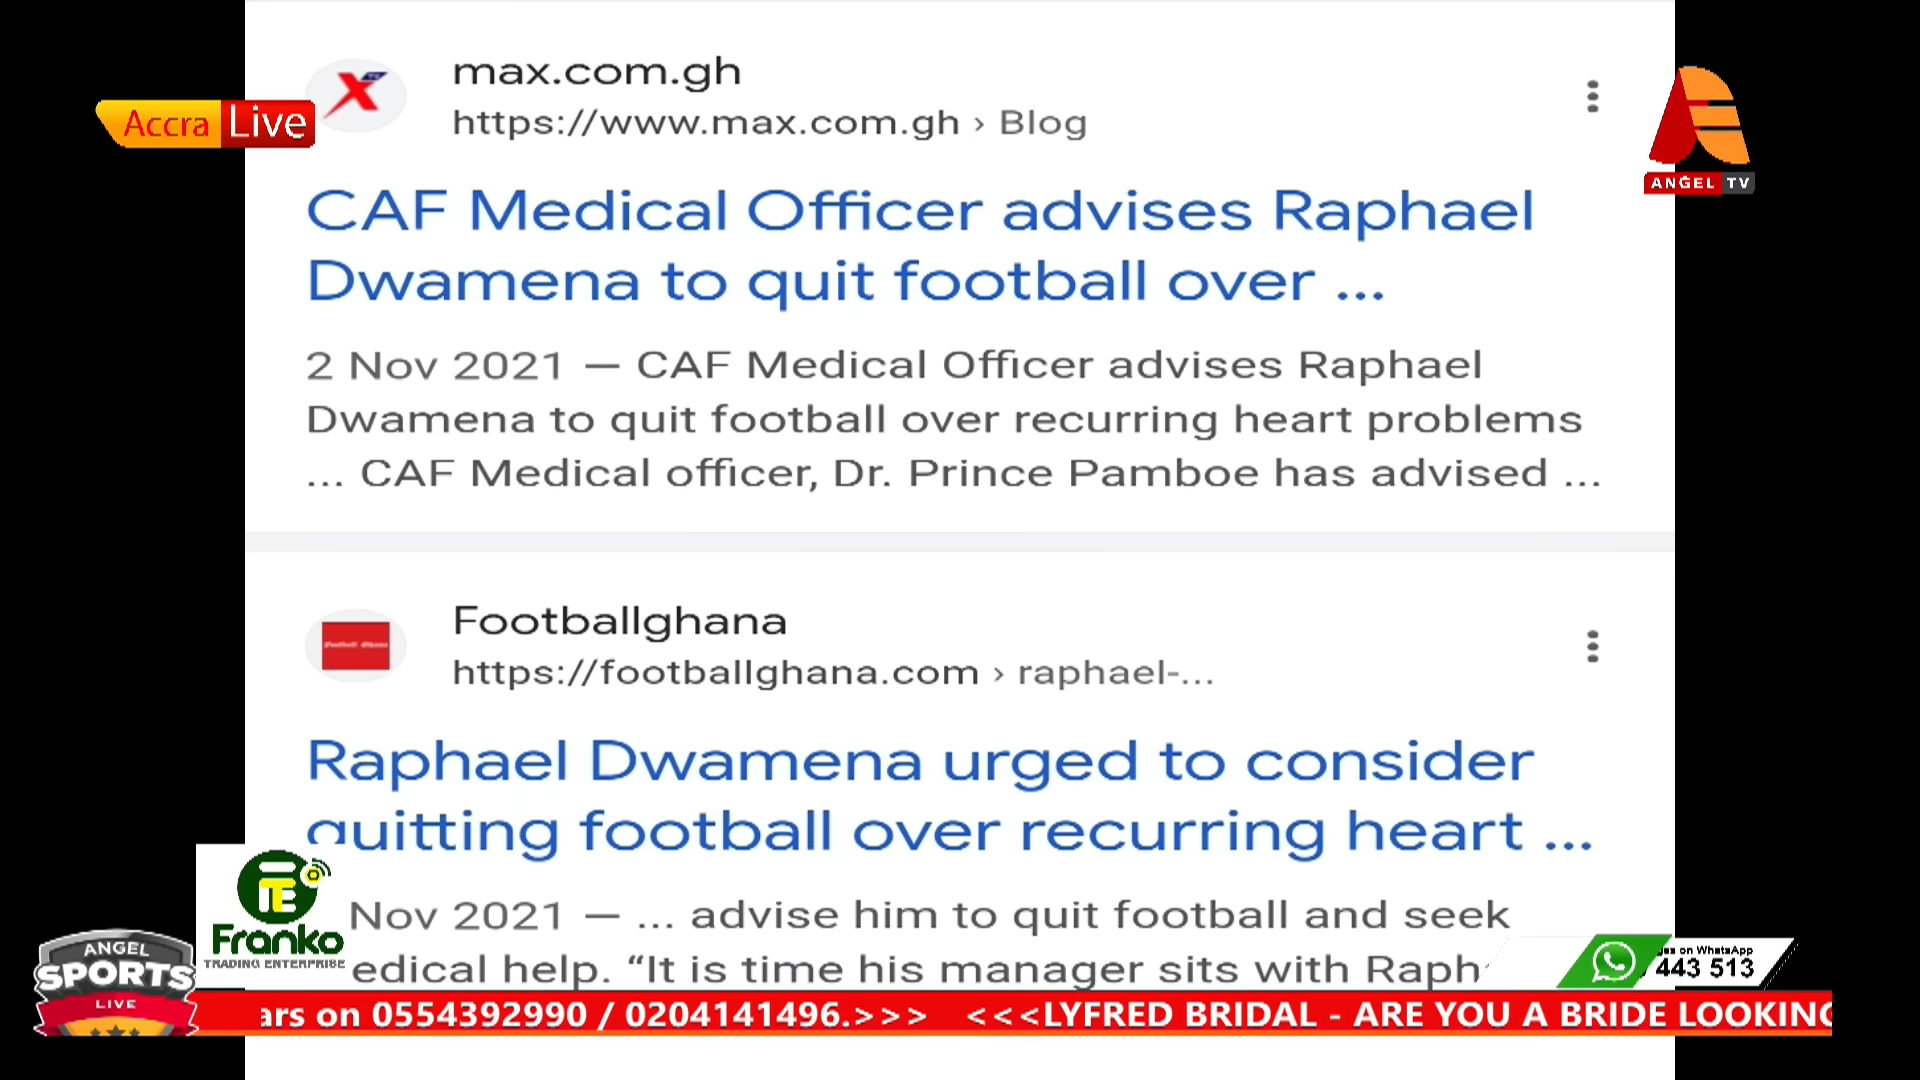 max.com.gh
https://www.max.com.gh › Blog
Accra Live
ANGEL TV
CAF Medical Officer advises Raphael
Dwamena to quit football over ...
2 Nov 2021 — CAF Medical Officer advises Raphael
Dwamena to quit football over recurring heart problems
... CAF Medical officer, Dr. Prince Pamboe has advised ...
Footballghana
https://footballghana.com › raphael-...
Raphael Dwamena urged to consider
quitting football over recurring heart ...
Nov 2021 — ... advise him to quit football and seek
edical help. “It is time his manager sits with Raph
FTE
Franko
TRADING ENTERPRISE
ANGEL
SPORTS
LIVE
es on WhatsApp
443 513
ars on 0554392990 / 0204141496.>>> <<<LYFRED BRIDAL - ARE YOU A BRIDE LOOKING